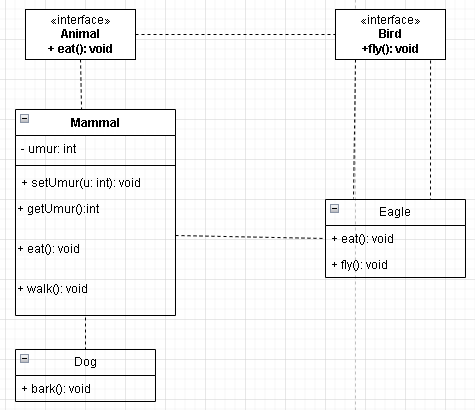 «interface»
Animal
+ eat(): void
«interface»
Bird
+fly(): void
Mammal
- umur: int
+ setUmur(u: int): void
+ getUmur():int
+ eat(): void
+ walk(): void
Eagle
+ eat(): void
+ fly(): void
Dog
+ bark(): void